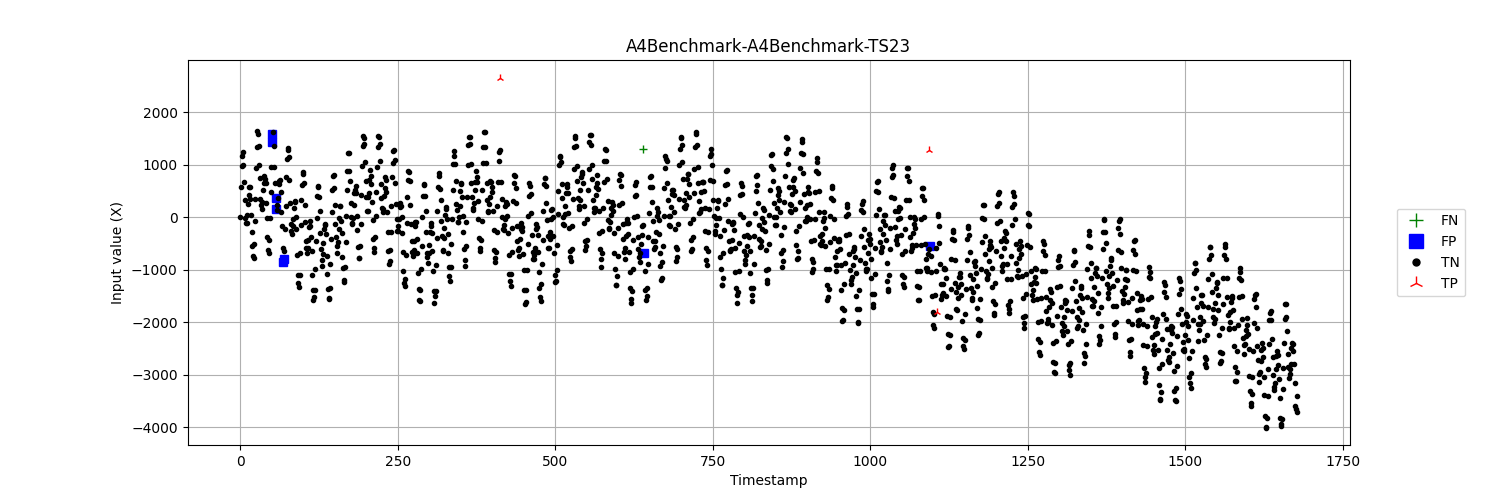 A4Benchmark-A4Benchmark-TS23
Input value (X)
2000
1000
0
−1000
−2000
−3000
−4000
0 250 500 750 1000 1250 1500 1750
Timestamp
FN
FP
TN
TP